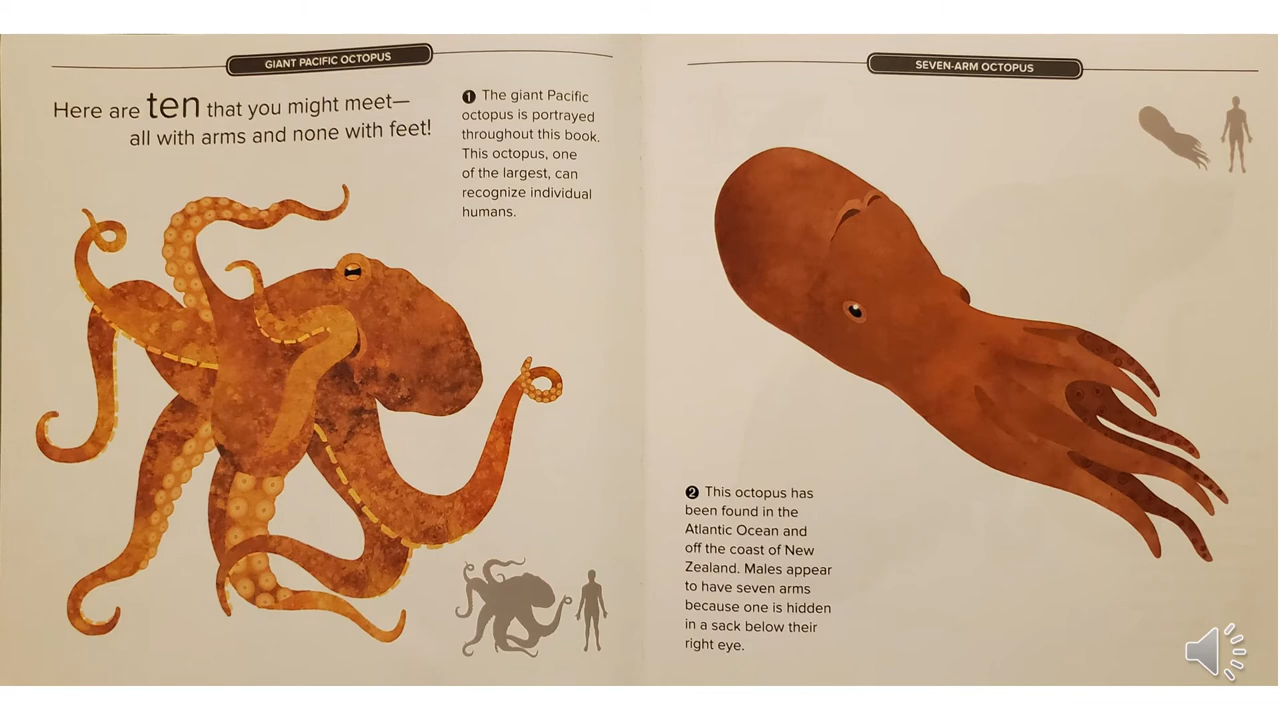 GIANT PACIFIC OCTOPUS
Here are ten that you might meet—
all with arms and none with feet!
❶ The giant Pacific
octopus is portrayed
throughout this book.
This octopus, one
of the largest, can
recognize individual
humans.
SEVEN-ARM OCTOPUS
❷ This octopus has
been found in the
Atlantic Ocean and
off the coast of New
Zealand. Males appear
to have seven arms
because one is hidden
in a sack below their
right eye.